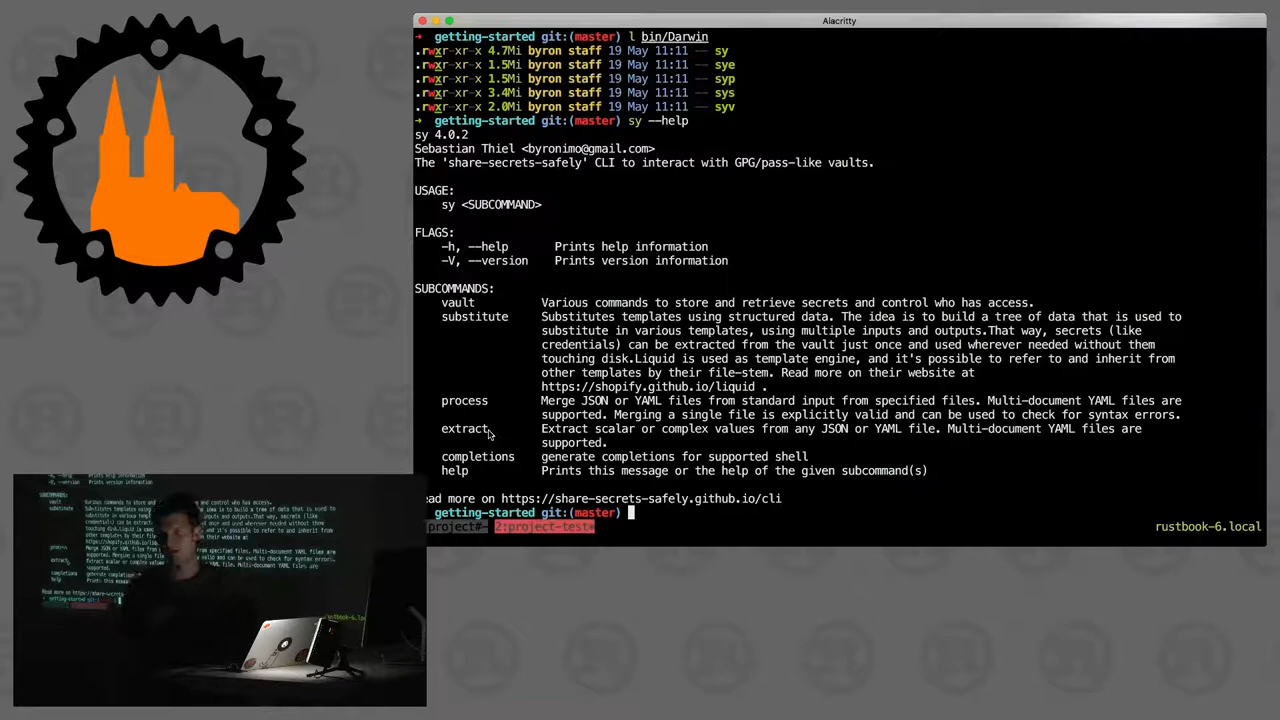 Alacritty
➜  getting-started git:(master) l bin/Darwin
.rwxr-xr-x 4.7Mi byron staff 19 May 11:11 -- sy
.rwxr-xr-x 1.5Mi byron staff 19 May 11:11 -- sye
.rwxr-xr-x 1.5Mi byron staff 19 May 11:11 -- syp
.rwxr-xr-x 3.4Mi byron staff 19 May 11:11 -- sys
.rwxr-xr-x 2.0Mi byron staff 19 May 11:11 -- syv
➜  getting-started git:(master) sy --help
sy 4.0.2
Sebastian Thiel <byronimo@gmail.com>
The 'share-secrets-safely' CLI to interact with GPG/pass-like vaults.
USAGE:
sy <SUBCOMMAND>
FLAGS:
-h, --help       Prints help information
-V, --version    Prints version information
SUBCOMMANDS:
vault          Various commands to store and retrieve secrets and control who has access.
substitute     Substitutes templates using structured data. The idea is to build a tree of data that is used to
substitute in various templates, using multiple inputs and outputs.That way, secrets (like
credentials) can be extracted from the vault just once and used wherever needed without them
touching disk.Liquid is used as template engine, and it's possible to refer to and inherit from
other templates by their file-stem. Read more on their website at
https://shopify.github.io/liquid .
process        Merge JSON or YAML files from standard input from specified files. Multi-document YAML files are
supported. Merging a single file is explicitly valid and can be used to check for syntax errors.
extract        Extract scalar or complex values from any JSON or YAML file. Multi-document YAML files are
supported.
completions    generate completions for supported shell
help           Prints this message or the help of the given subcommand(s)
ead more on https://share-secrets-safely.github.io/cli
getting-started git:(master)
project#- 2:project-test* rustbook-6.local